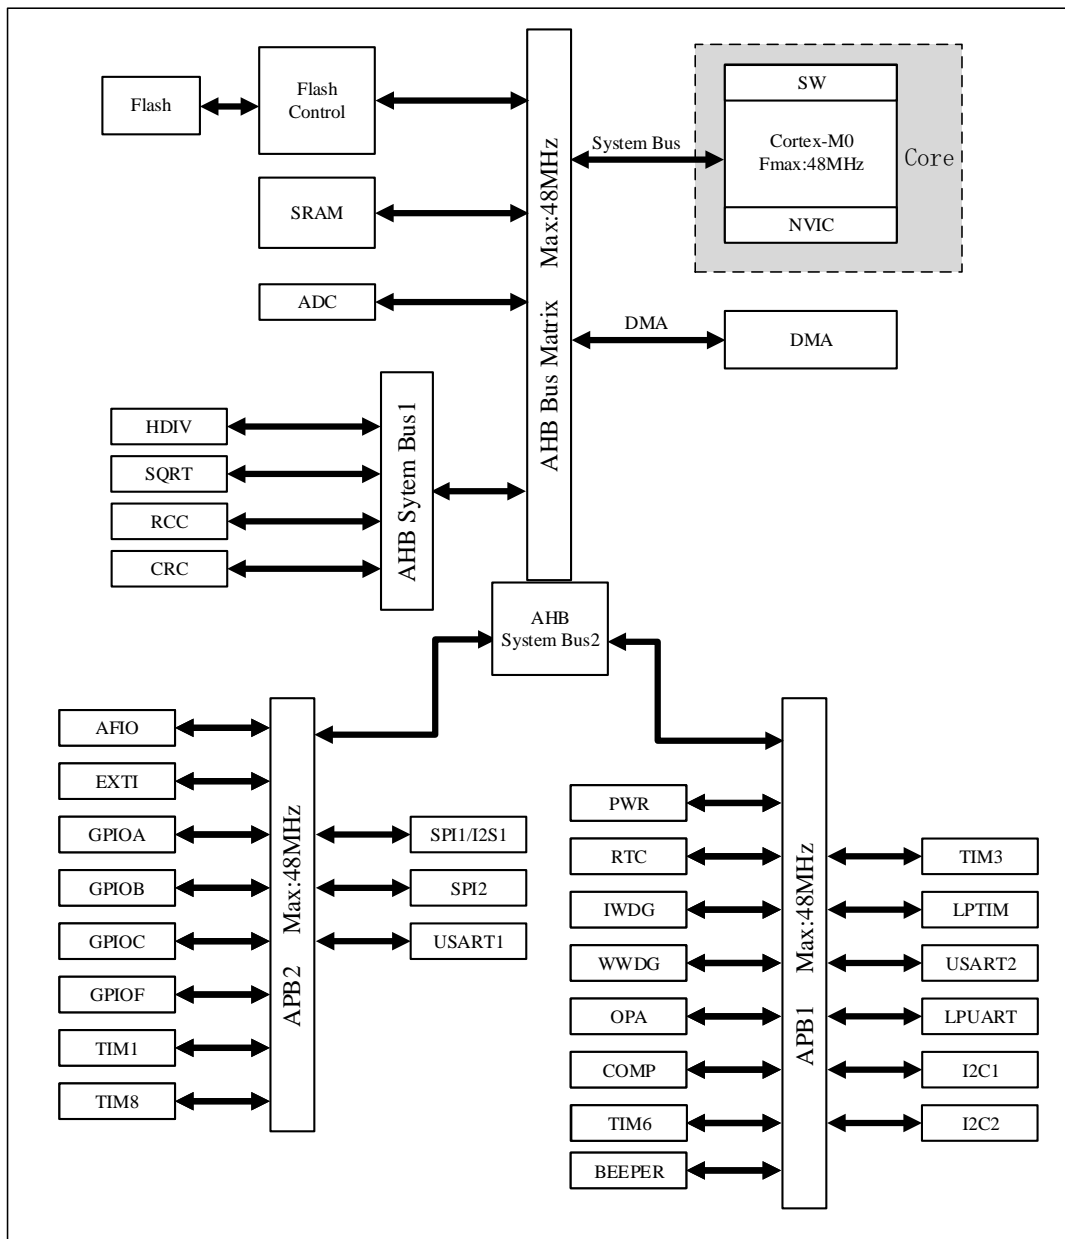 Flash
Flash
Control
SRAM
ADC
AHB Bus Matrix Max:48MHz
System Bus
SW
Cortex-M0
Fmax:48MHz
NVIC
Core
DMA
DMA
HDIV
SQRT
RCC
CRC
AHB Sytem Bus1
AHB
System Bus2
AFIO
EXTI
GPIOA
GPIOB
GPIOC
GPIOF
TIM1
TIM8
APB2 Max:48MHz
SPI1/I2S1
SPI2
USART1
PWR
RTC
IWDG
WWDG
OPA
COMP
TIM6
BEEPER
APB1 Max:48MHz
TIM3
LPTIM
USART2
LPUART
I2C1
I2C2